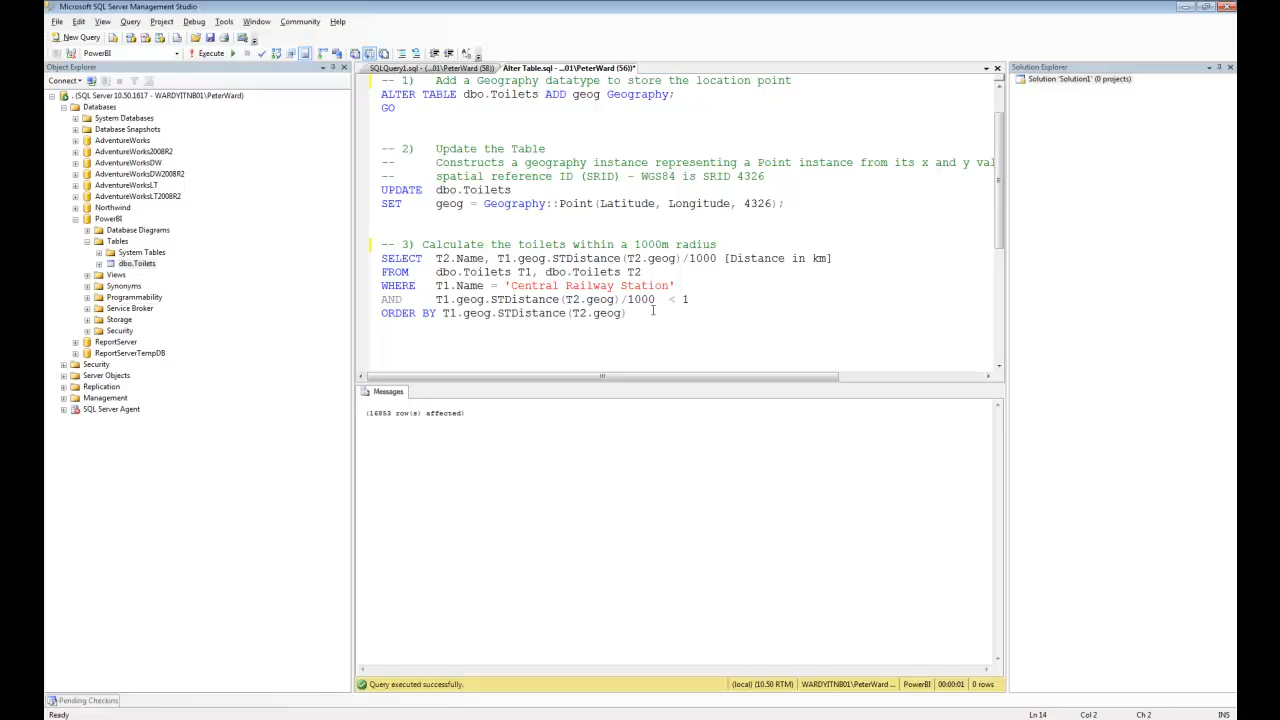 Microsoft SQL Server Management Studio
File Edit View Query Project Debug Tools Window Community Help
New Query
PowerBI Execute
Object Explorer
Connect
. (SQL Server 10.50.1617 - WARDYITNB01\PeterWard)
Databases
System Databases
Database Snapshots
AdventureWorks
AdventureWorks2008R2
AdventureWorksDW
AdventureWorksDW2008R2
AdventureWorksLT
AdventureWorksLT2008R2
Northwind
PowerBI
Database Diagrams
Tables
System Tables
dbo.Toilets
Views
Synonyms
Programmability
Service Broker
Storage
Security
ReportServer
ReportServerTempDB
Security
Server Objects
Replication
Management
SQL Server Agent
Pending Checkins
SQLQuery1.sql - (...01\PeterWard (58)) Alter Table.sql - ...01\PeterWard (56))*
-- 1) Add a Geography datatype to store the location point
ALTER TABLE dbo.Toilets ADD geog Geography;
GO
-- 2) Update the Table
-- Constructs a geography instance representing a Point instance from its x and y val
-- spatial reference ID (SRID) - WGS84 is SRID 4326
UPDATE dbo.Toilets
SET geog = Geography::Point(Latitude, Longitude, 4326);
-- 3) Calculate the toilets within a 1000m radius
SELECT T2.Name, T1.geog.STDistance(T2.geog)/1000 [Distance in km]
FROM dbo.Toilets T1, dbo.Toilets T2
WHERE T1.Name = 'Central Railway Station'
AND T1.geog.STDistance(T2.geog)/1000 < 1
ORDER BY T1.geog.STDistance(T2.geog)
Messages
(16853 row(s) affected)
Query executed successfully. (local) (10.50 RTM) WARDYITNB01\PeterWard ... PowerBI 00:00:01 0 rows
Solution Explorer
Solution 'Solution1' (0 projects)
Ready Ln 14 Col 2 Ch 2 INS